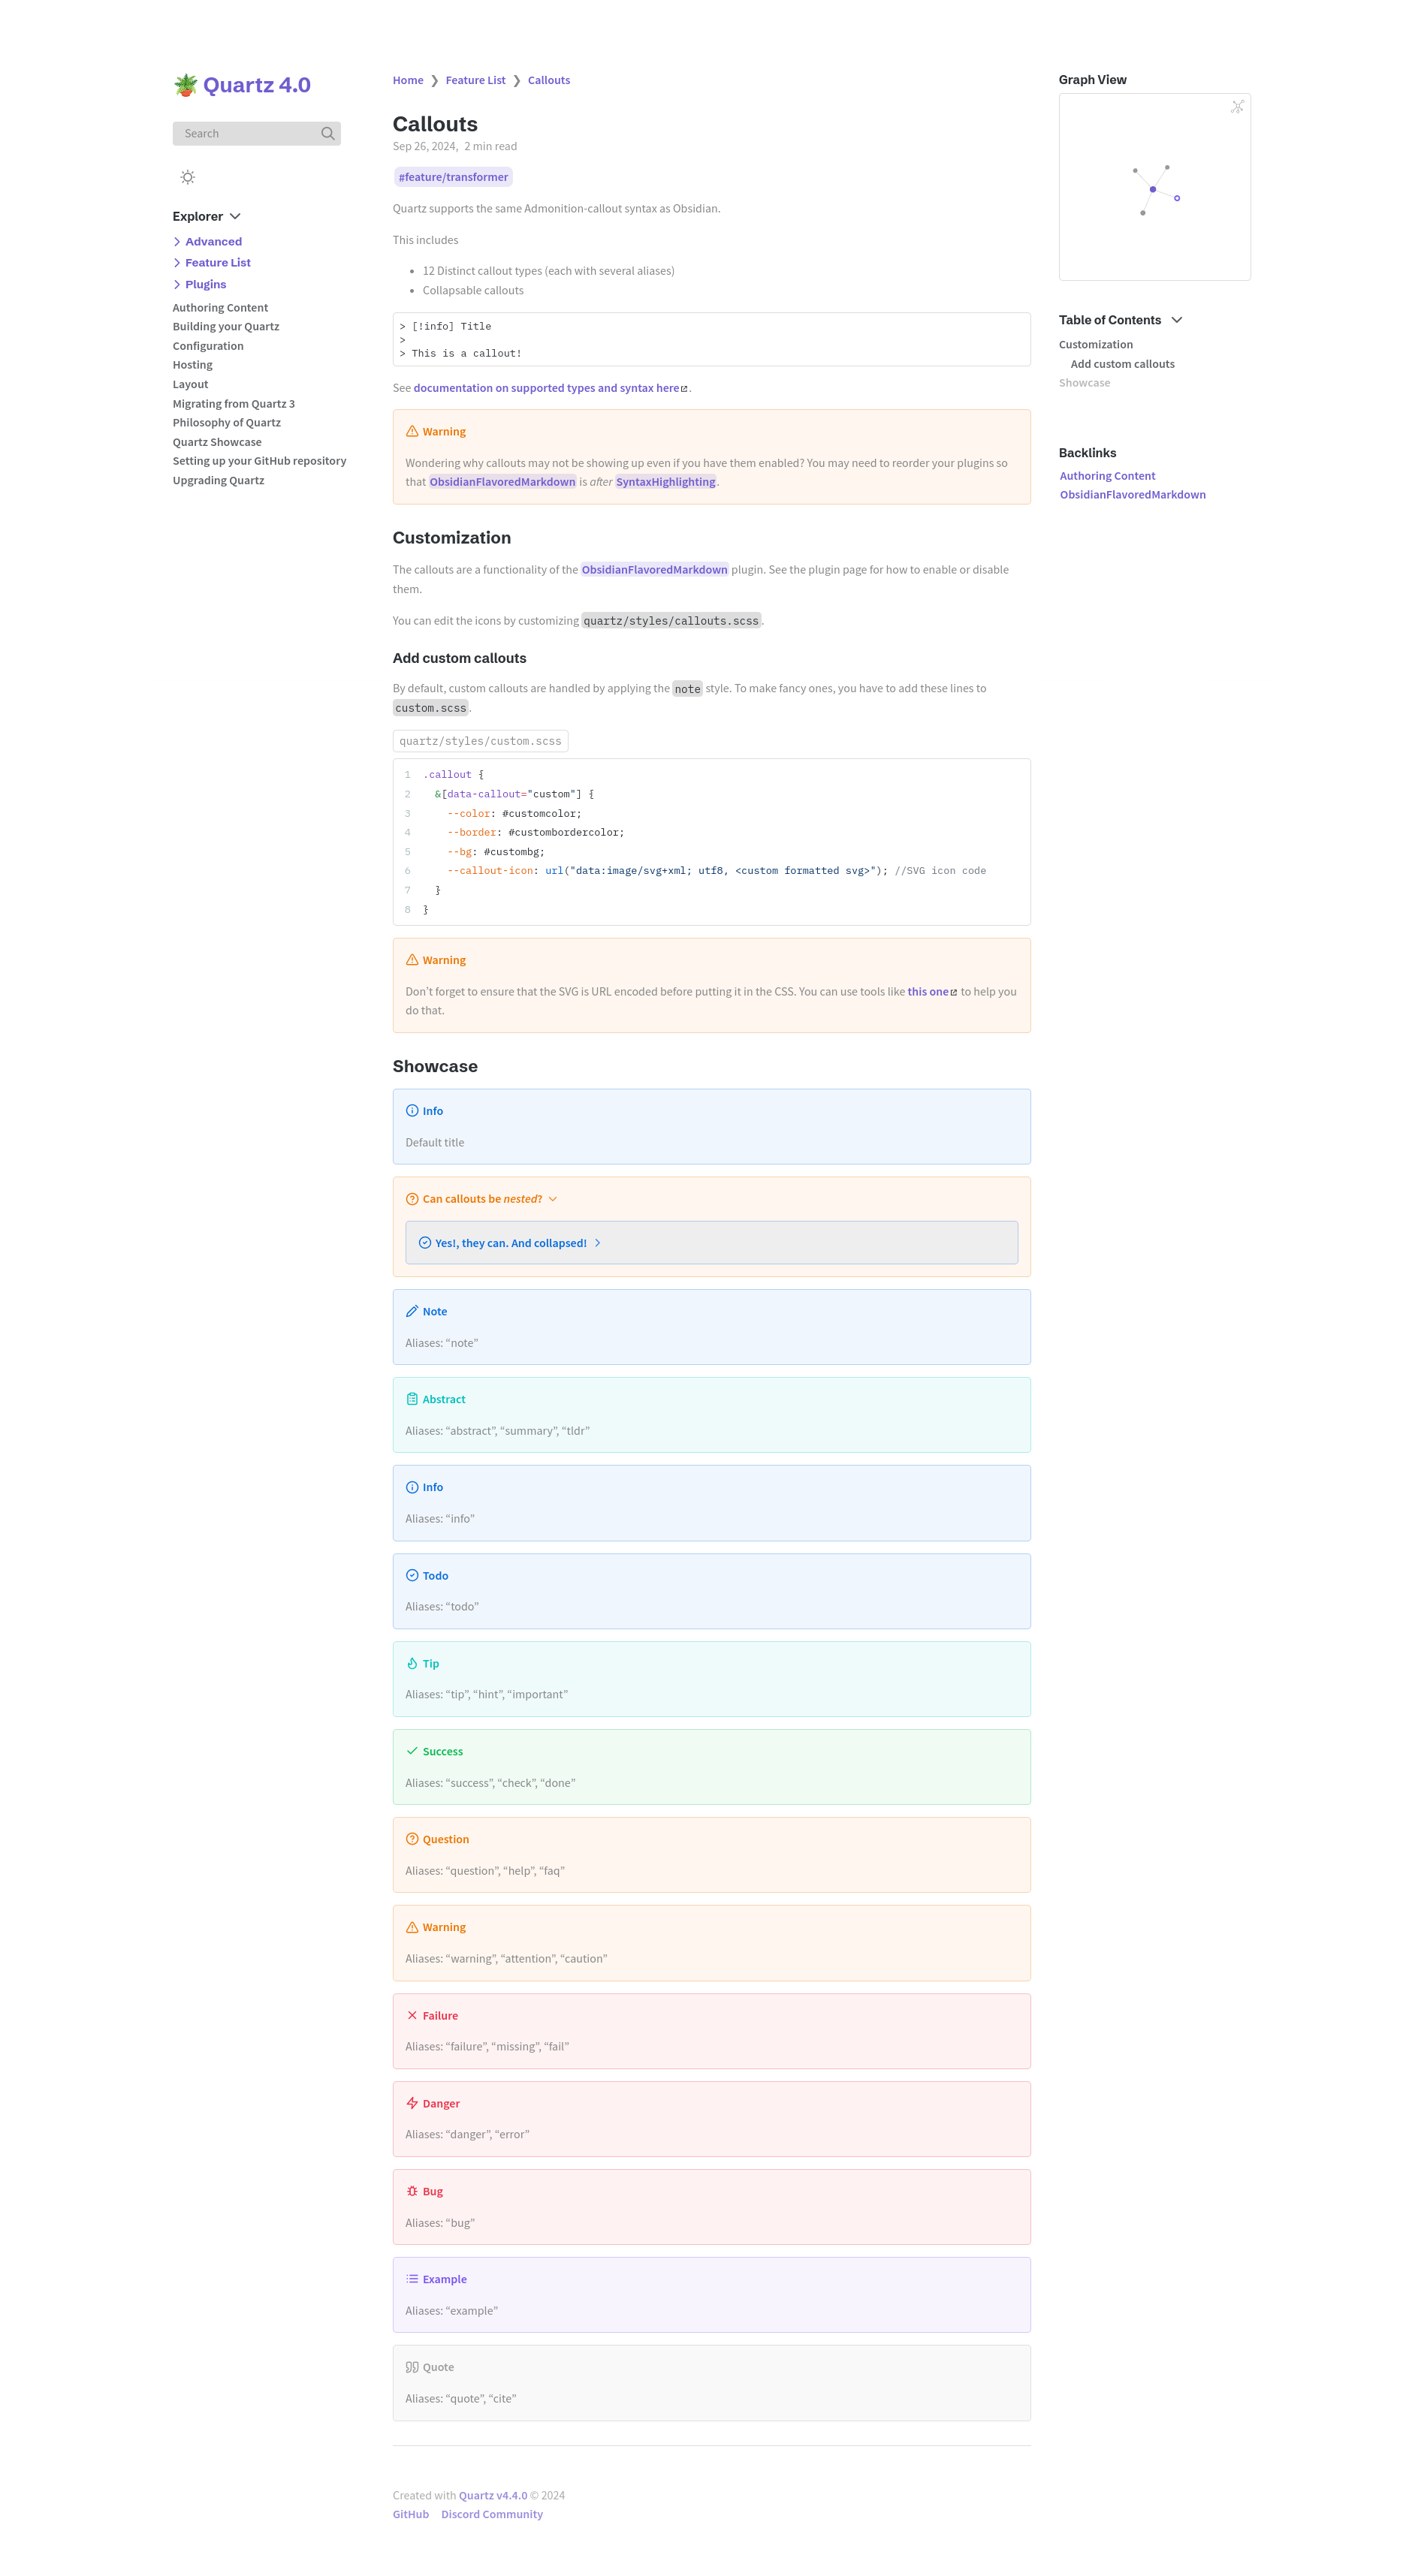 🪴 Quartz 4.0
Search
Explorer
Advanced
Feature List
Plugins
Authoring Content
Building your Quartz
Configuration
Hosting
Layout
Migrating from Quartz 3
Philosophy of Quartz
Quartz Showcase
Setting up your GitHub repository
Upgrading Quartz
Home ❯ Feature List ❯ Callouts
Callouts
Sep 26, 2024, 2 min read
#feature/transformer
Quartz supports the same Admonition-callout syntax as Obsidian.
This includes
• 12 Distinct callout types (each with several aliases)
• Collapsable callouts
> [!info] Title
>
> This is a callout!
See documentation on supported types and syntax here.
Warning
Wondering why callouts may not be showing up even if you have them enabled? You may need to reorder your plugins so
that ObsidianFlavoredMarkdown is after SyntaxHighlighting.
Customization
The callouts are a functionality of the ObsidianFlavoredMarkdown plugin. See the plugin page for how to enable or disable
them.
You can edit the icons by customizing quartz/styles/callouts.scss.
Add custom callouts
By default, custom callouts are handled by applying the note style. To make fancy ones, you have to add these lines to
custom.scss.
quartz/styles/custom.scss
1 .callout {
2   &[data-callout="custom"] {
3     --color: #customcolor;
4     --border: #custombordercolor;
5     --bg: #custombg;
6     --callout-icon: url("data:image/svg+xml; utf8, <custom formatted svg>"); //SVG icon code
7   }
8 }
Warning
Don’t forget to ensure that the SVG is URL encoded before putting it in the CSS. You can use tools like this one to help you
do that.
Showcase
Info
Default title
Can callouts be nested?
Yes!, they can. And collapsed!
Note
Aliases: “note”
Abstract
Aliases: “abstract”, “summary”, “tldr”
Info
Aliases: “info”
Todo
Aliases: “todo”
Tip
Aliases: “tip”, “hint”, “important”
Success
Aliases: “success”, “check”, “done”
Question
Aliases: “question”, “help”, “faq”
Warning
Aliases: “warning”, “attention”, “caution”
Failure
Aliases: “failure”, “missing”, “fail”
Danger
Aliases: “danger”, “error”
Bug
Aliases: “bug”
Example
Aliases: “example”
Quote
Aliases: “quote”, “cite”
Created with Quartz v4.4.0 © 2024
GitHub Discord Community
Graph View
Table of Contents
Customization
Add custom callouts
Showcase
Backlinks
Authoring Content
ObsidianFlavoredMarkdown